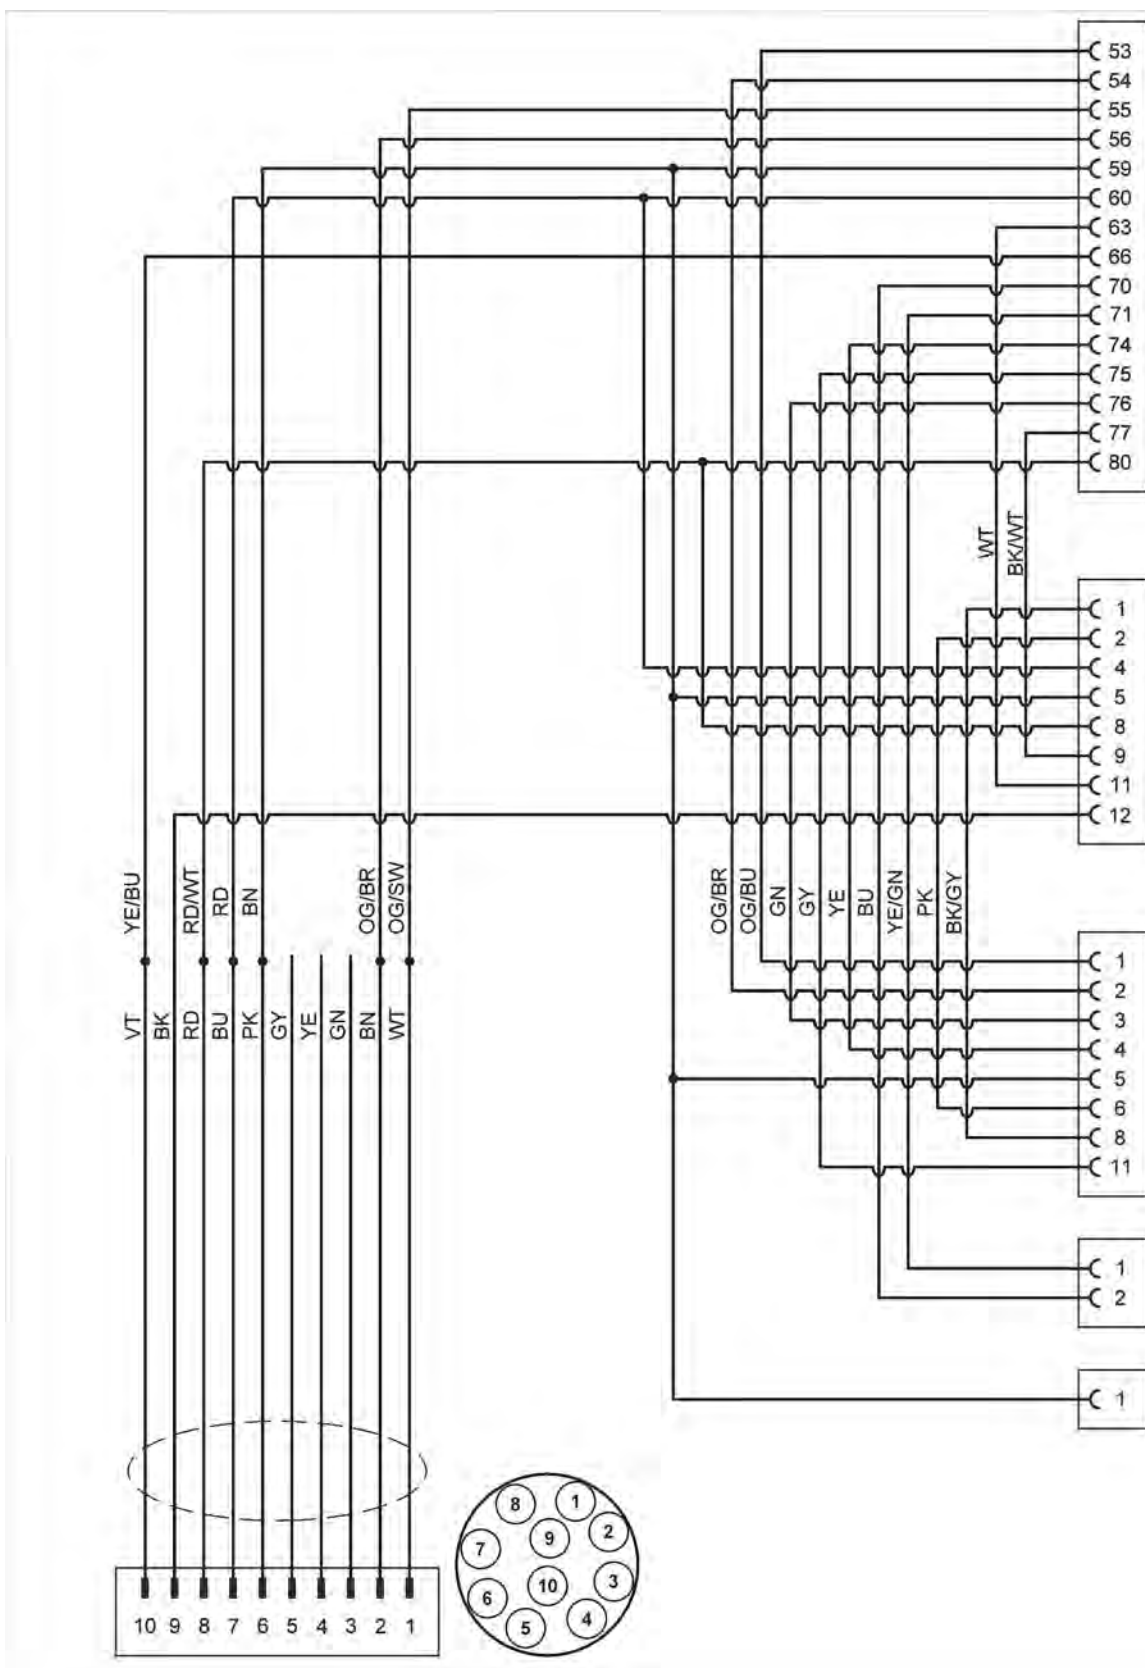 53
54
55
56
59
60
63
66
70
71
74
75
76
77
80
WT
BK/WT
1
2
4
5
8
9
11
12
YE/BU
RD/WT
RD
BN
OG/BR
OG/SW
OG/BR
OG/BU
GN
GY
YE
BU
YE/GN
PK
BK/GY
VT
BK
RD
BU
PK
GY
YE
GN
BN
WT
1
2
3
4
5
6
8
11
1
2
1
8 1
9 2
7
10 3
6
5 4
10 9 8 7 6 5 4 3 2 1